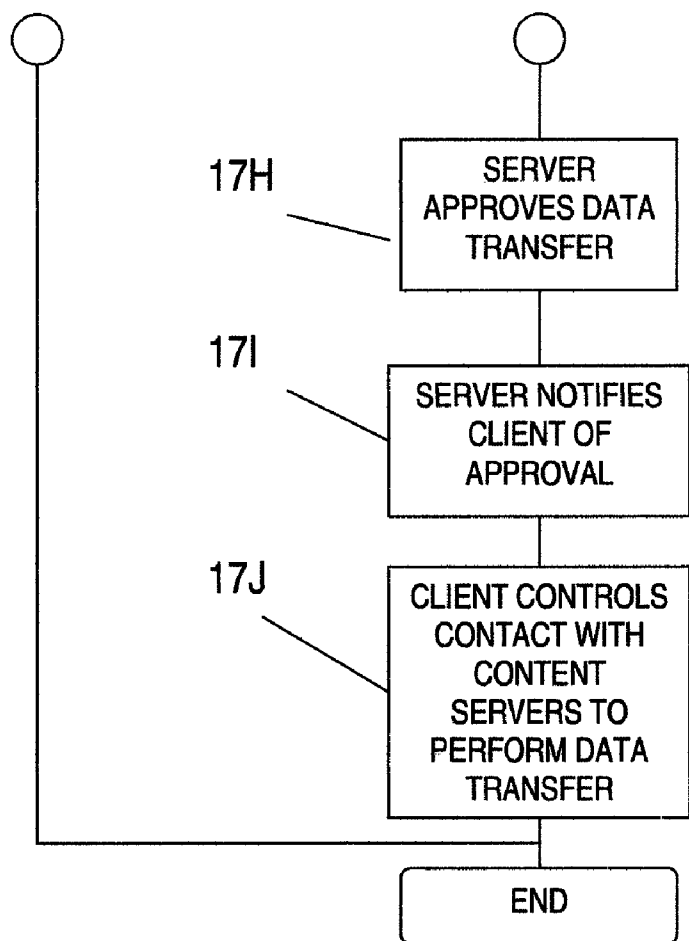 17H
SERVER
APPROVES DATA
TRANSFER
17I
SERVER NOTIFIES
CLIENT OF
APPROVAL
17J
CLIENT CONTROLS
CONTACT WITH
CONTENT
SERVERS TO
PERFORM DATA
TRANSFER
END